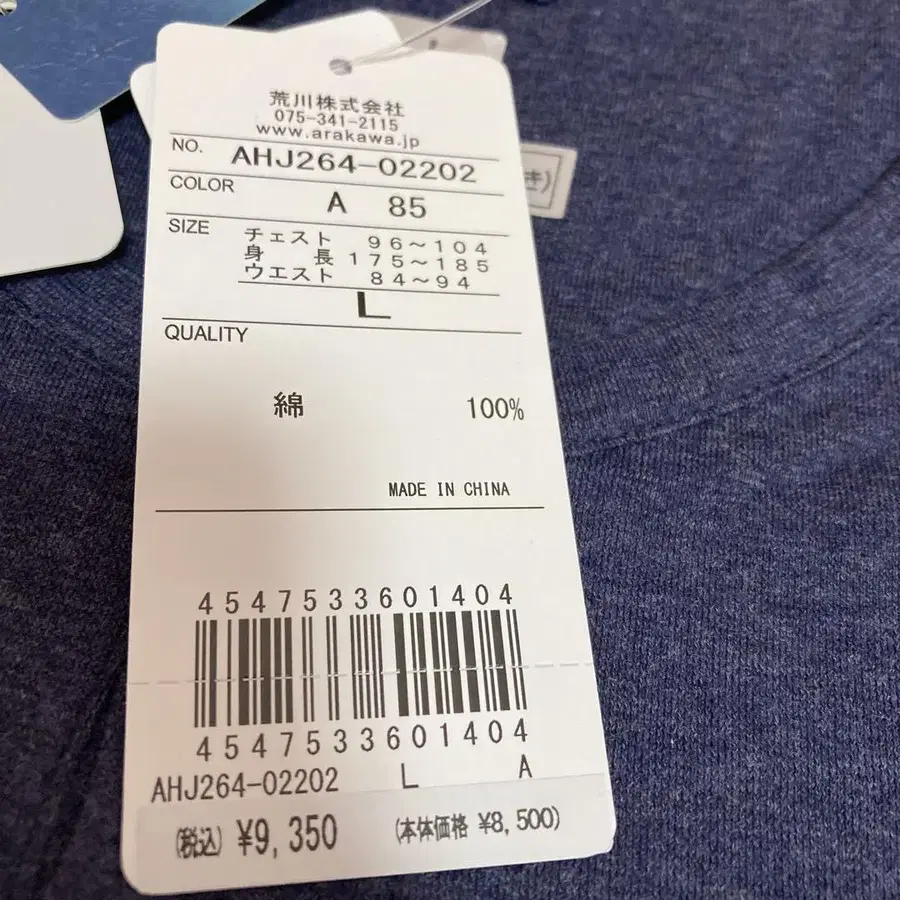 荒川株式会社
075-341-2115
www.arakawa.jp
NO. AHJ264-02202
COLOR A 85
SIZE チェスト 96～104
身長 175～185
ウエスト 84～94
L
QUALITY
綿 100%
MADE IN CHINA
4547533601404
4547533601404
AHJ264-02202 L A
(税込) ¥9,350 (本体価格 ¥8,500)
き)